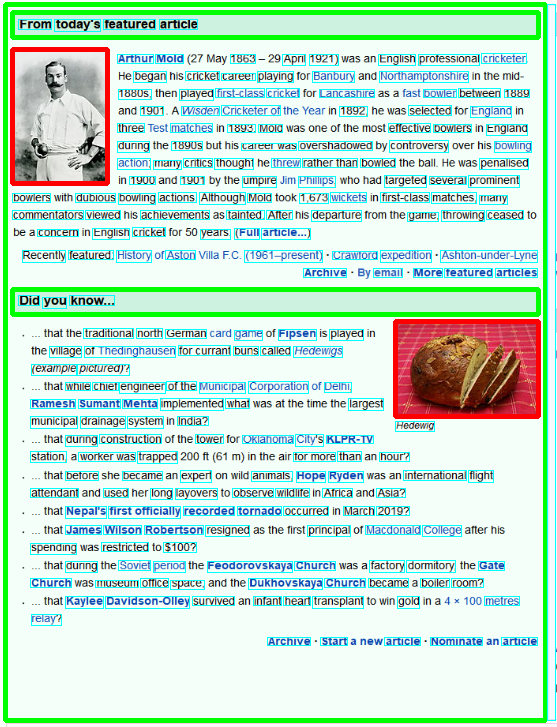 From today's featured article
Arthur Mold (27 May 1863 – 29 April 1921) was an English professional cricketer.
He began his cricket career playing for Banbury and Northamptonshire in the mid-
1880s, then played first-class cricket for Lancashire as a fast bowler between 1889
and 1901. A Wisden Cricketer of the Year in 1892, he was selected for England in
three Test matches in 1893. Mold was one of the most effective bowlers in England
during the 1890s but his career was overshadowed by controversy over his bowling
action; many critics thought he threw rather than bowled the ball. He was penalised
in 1900 and 1901 by the umpire Jim Phillips, who had targeted several prominent
bowlers with dubious bowling actions. Although Mold took 1,673 wickets in first-class matches, many
commentators viewed his achievements as tainted. After his departure from the game, throwing ceased to
be a concern in English cricket for 50 years. (Full article...)
Recently featured: History of Aston Villa F.C. (1961–present) · Crawford expedition · Ashton-under-Lyne
Archive · By email · More featured articles
Did you know...
... that the traditional north German card game of Fipsen is played in
the village of Thedinghausen for currant buns called Hedewigs
(example pictured)?
... that while chief engineer of the Municipal Corporation of Delhi,
Ramesh Sumant Mehta implemented what was at the time the largest
municipal drainage system in India?
Hedewig
... that during construction of the tower for Oklahoma City's KLPR-TV
station, a worker was trapped 200 ft (61 m) in the air for more than an hour?
... that before she became an expert on wild animals, Hope Ryden was an international flight
attendant and used her long layovers to observe wildlife in Africa and Asia?
... that Nepal's first officially recorded tornado occurred in March 2019?
... that James Wilson Robertson resigned as the first principal of Macdonald College after his
spending was restricted to $100?
... that during the Soviet period the Feodorovskaya Church was a factory dormitory, the Gate
Church was museum office space, and the Dukhovskaya Church became a boiler room?
... that Kaylee Davidson-Olley survived an infant heart transplant to win gold in a 4 × 100 metres
relay?
Archive · Start a new article · Nominate an article